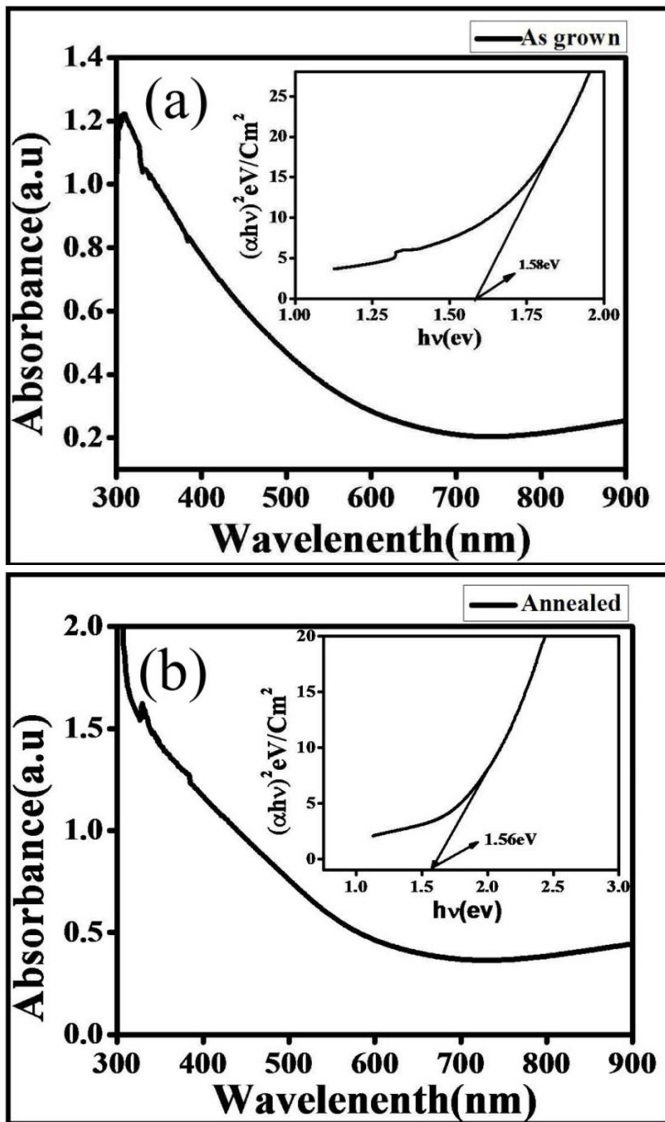 As grown
(a)
1.4
1.2
1.0
0.8
0.6
0.4
0.2
Absorbance(a.u)
300 400 500 600 700 800 900
Wavelenenth(nm)
25
20
15
10
5
0
(αhν)²eV/Cm²
1.58eV
1.00 1.25 1.50 1.75 2.00
hν(ev)
Annealed
(b)
2.0
1.5
1.0
0.5
0.0
Absorbance(a.u)
300 400 500 600 700 800 900
Wavelenenth(nm)
20
15
10
5
0
(αhν)²eV/Cm²
1.56eV
1.0 1.5 2.0 2.5 3.0
hν(ev)